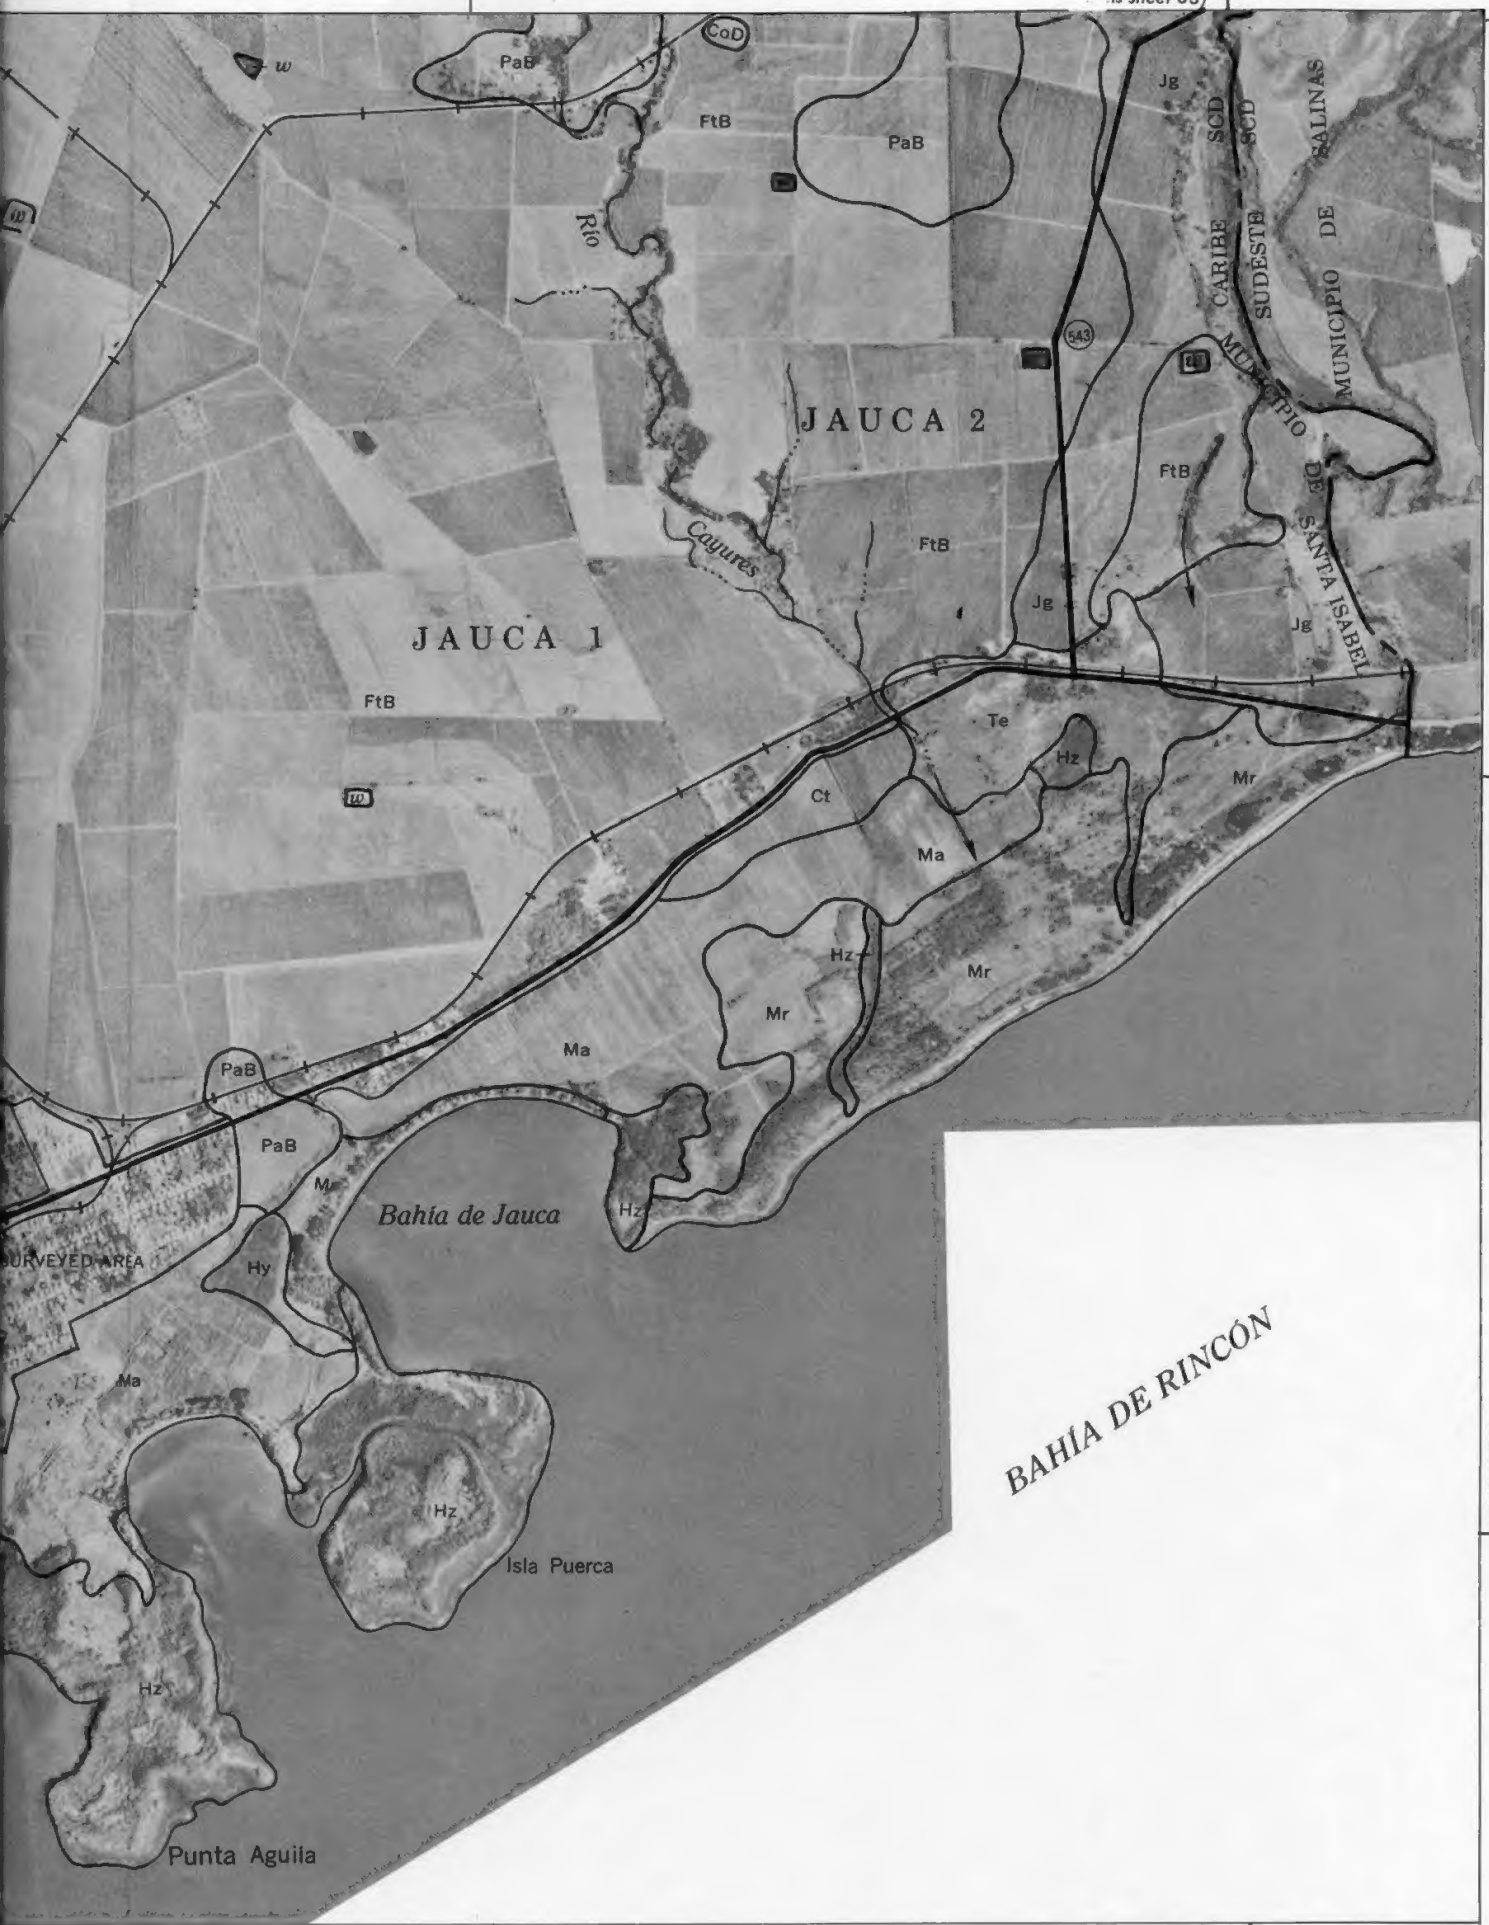 CoD
PaB
w
Jg
SCD
SCD
SALINAS
FtB
PaB
w
Río
CARIBE
SUDESTE
DE
MUNICIPIO
543
MUNICIPIO
MUNICIPIO
w
JAUCA 2
FtB
DE
Cayures
FtB
SANTA ISABEL
Jg
Jg
JAUCA 1
FtB
Te
Hz
Mr
w
Ct
Ma
Hz
Mr
Mr
Ma
PaB
PaB
Mr
Hz
Bahía de Jauca
SURVEYED AREA
Hy
Ma
BAHÍA DE RINCÓN
Hz
Isla Puerca
Hz
Punta Aguila